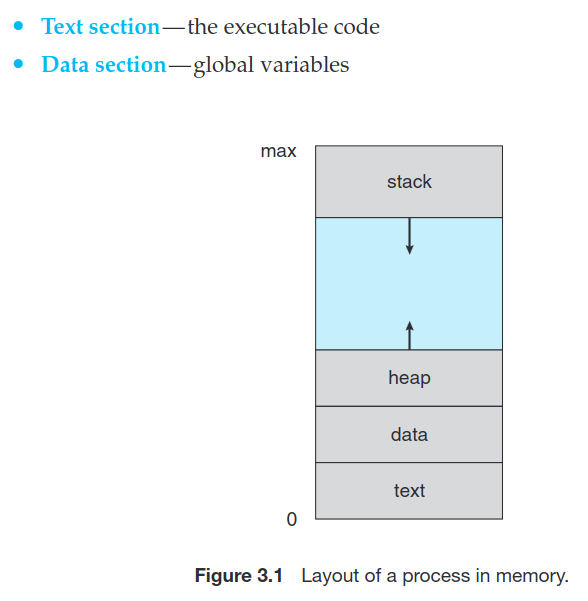 • Text section—the executable code
• Data section—global variables
max
stack
heap
data
text
0
Figure 3.1 Layout of a process in memory.